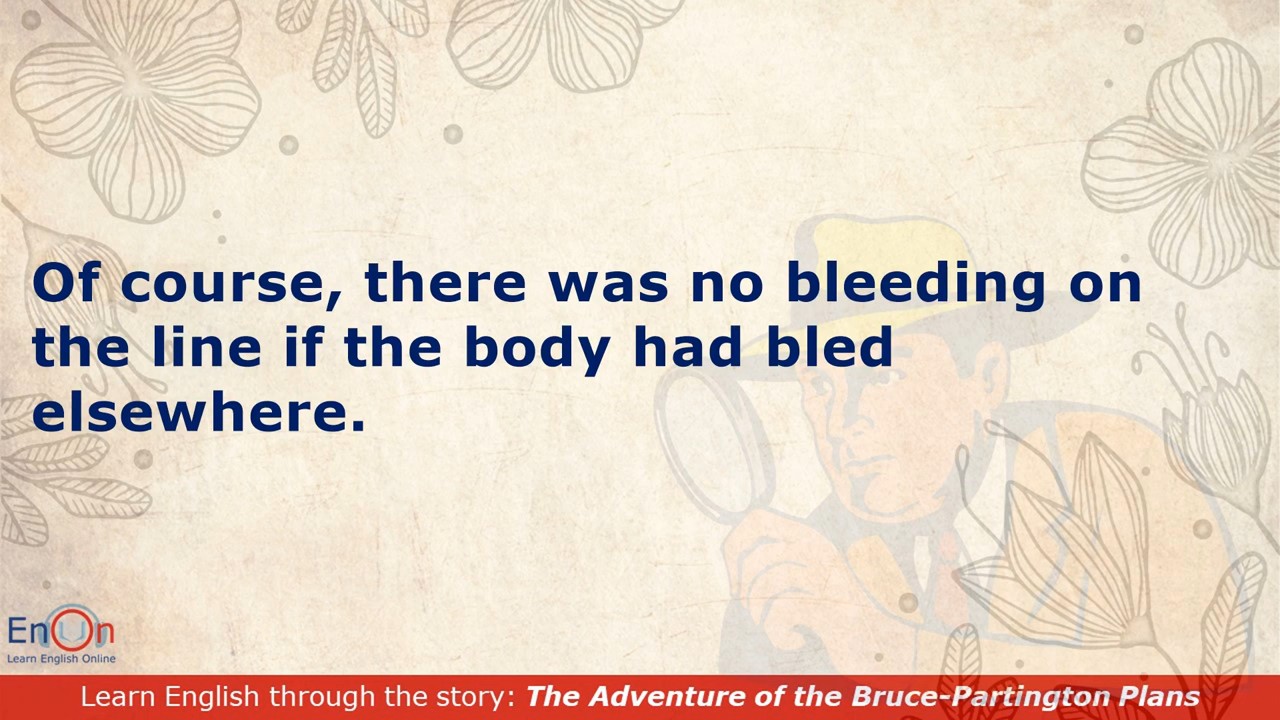 Of course, there was no bleeding on
the line if the body had bled
elsewhere.
EnOn
Learn English Online
Learn English through the story: The Adventure of the Bruce-Partington Plans